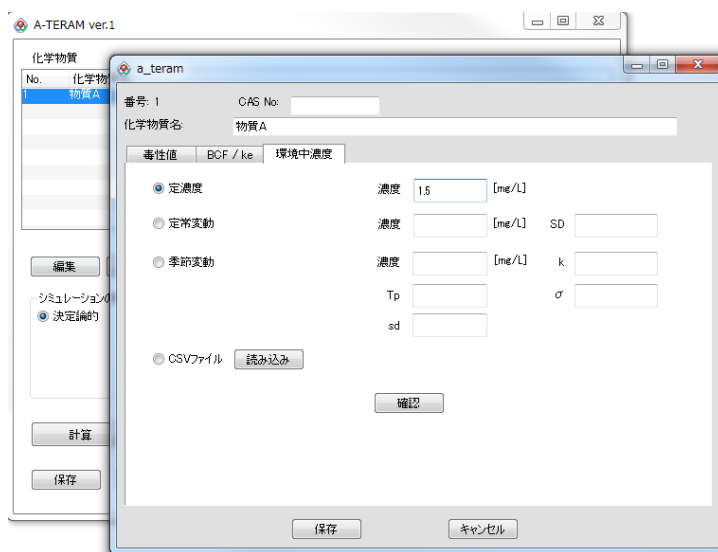 A-TERAM ver.1
化学物質
No. 化学物
1 物質A
編集
シミュレーションの
決定論的
計算
保存
a_teram
番号: 1 CAS No:
化学物質名: 物質A
毒性値 BCF / ke 環境中濃度
定濃度 濃度 1.5 [mg/L]
定常変動 濃度 [mg/L] SD
季節変動 濃度 [mg/L] k
Tp σ
sd
CSVファイル 読み込み
確認
保存 キャンセル